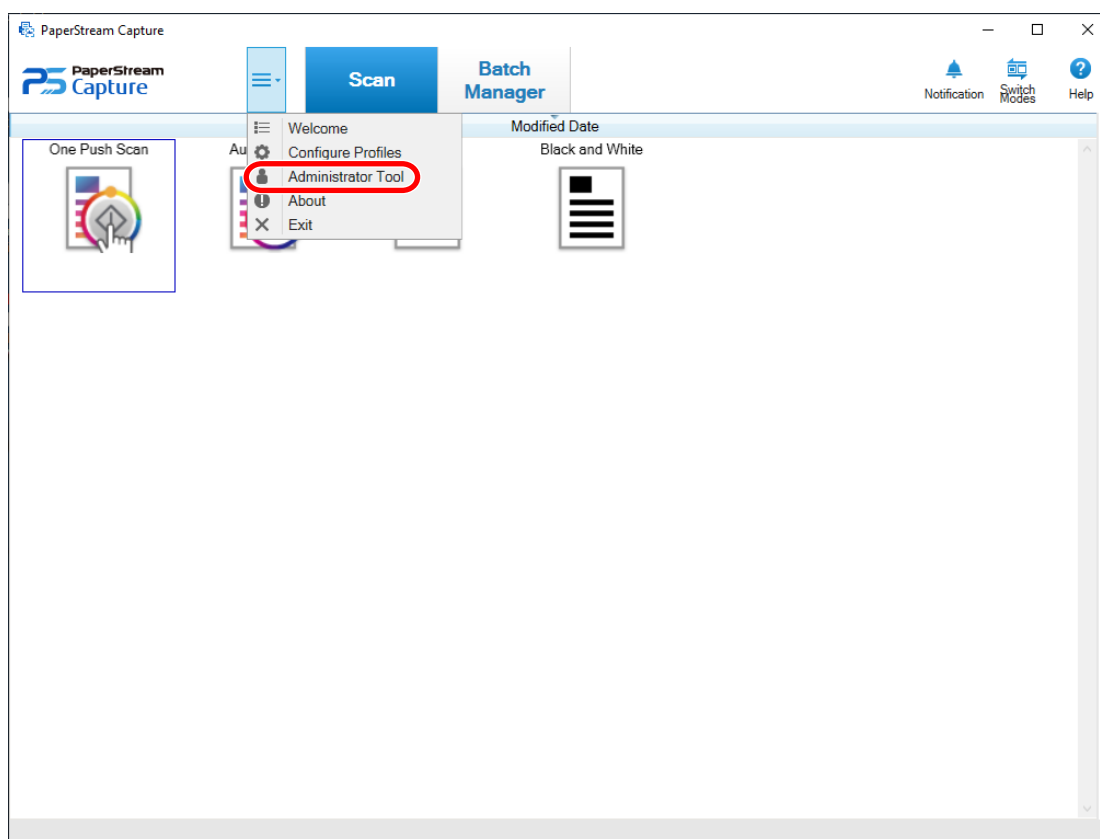 PaperStream Capture
PaperStream
Capture
Scan
Batch
Manager
Notification
Switch
Modes
Help
Modified Date
Welcome
Configure Profiles
Administrator Tool
About
Exit
One Push Scan
Au
Black and White